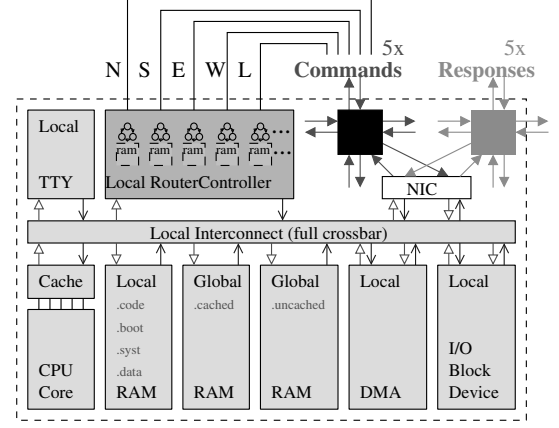 5x 5x
N S E W L Commands Responses
Local
TTY
ram ram ram ram ram
Local RouterController
NIC
Local Interconnect (full crossbar)
Cache
CPU
Core
Local
.code
.boot
.syst
.data
RAM
Global
.cached
RAM
Global
.uncached
RAM
Local
DMA
Local
I/O
Block
Device